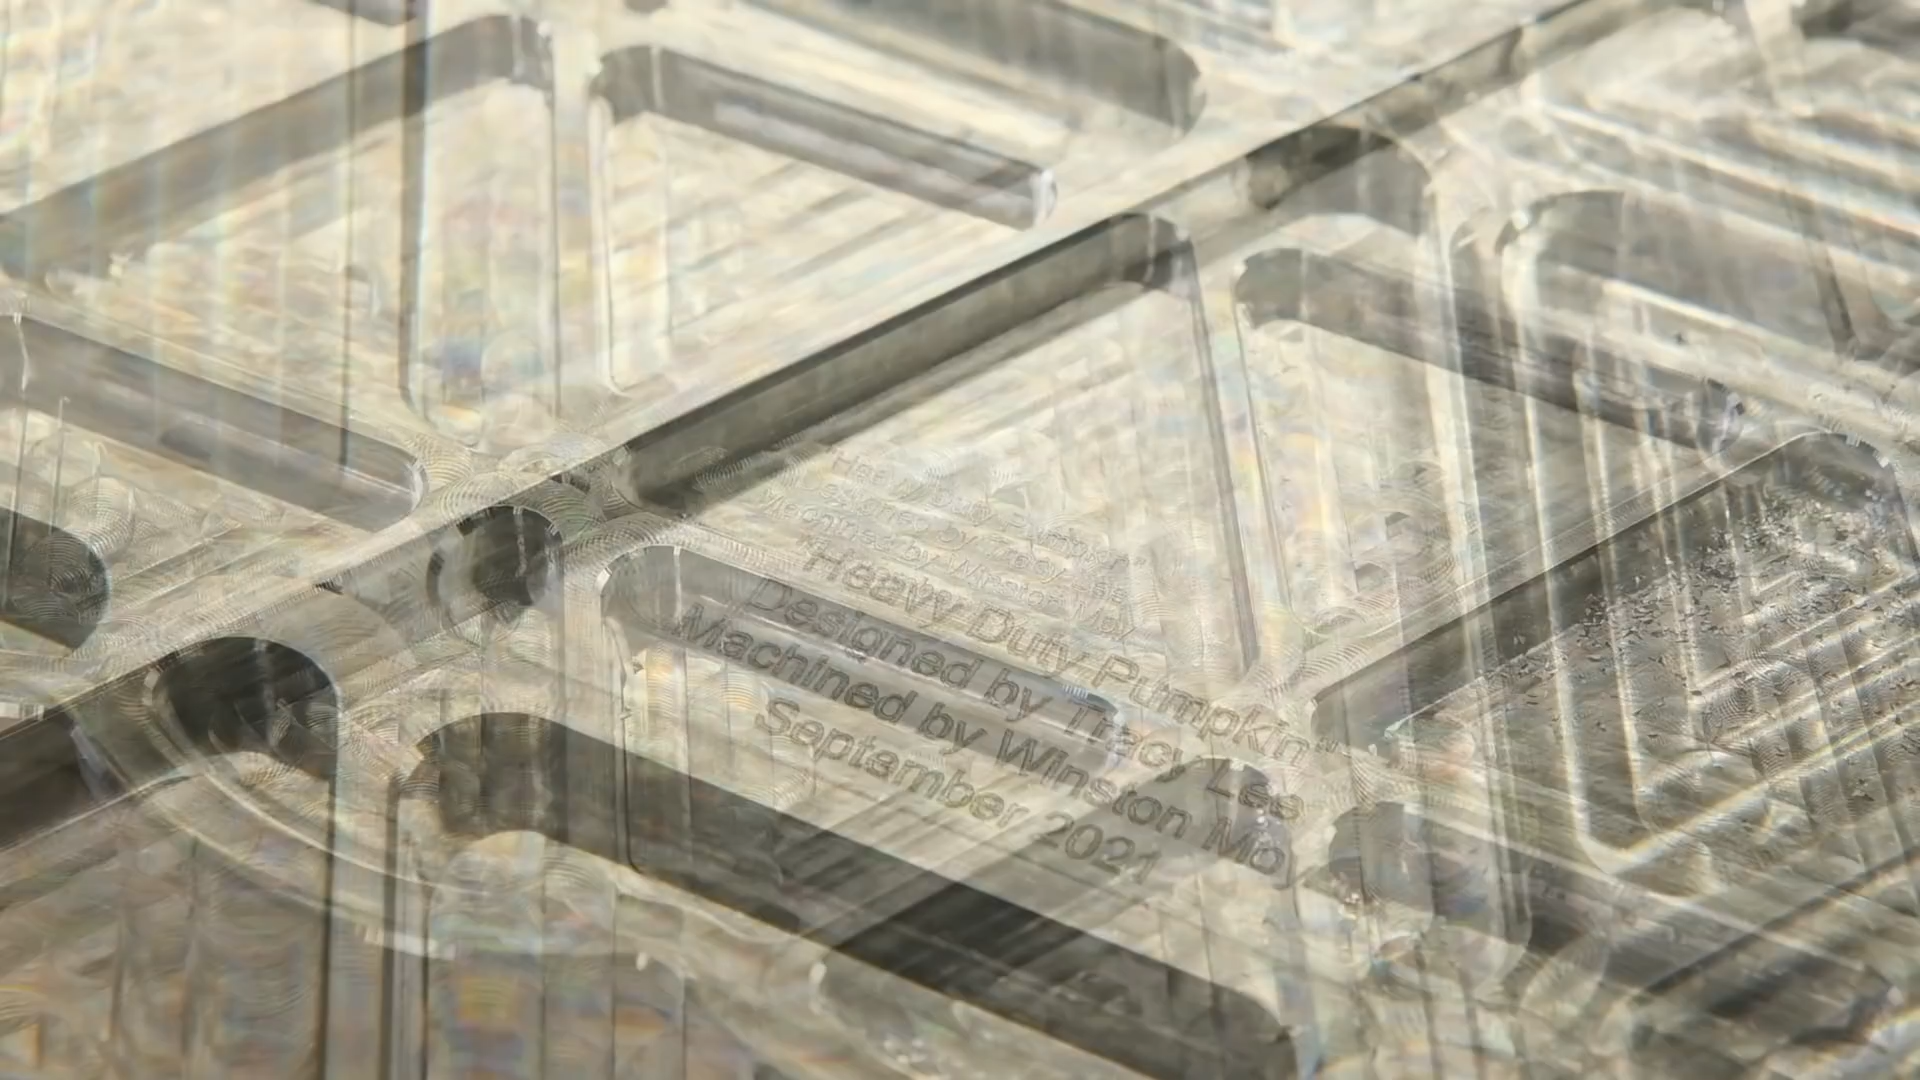 "Heavy Duty Pumpkin"
Designed by Tracy Lee
Machined by Winston Moy
September 2021